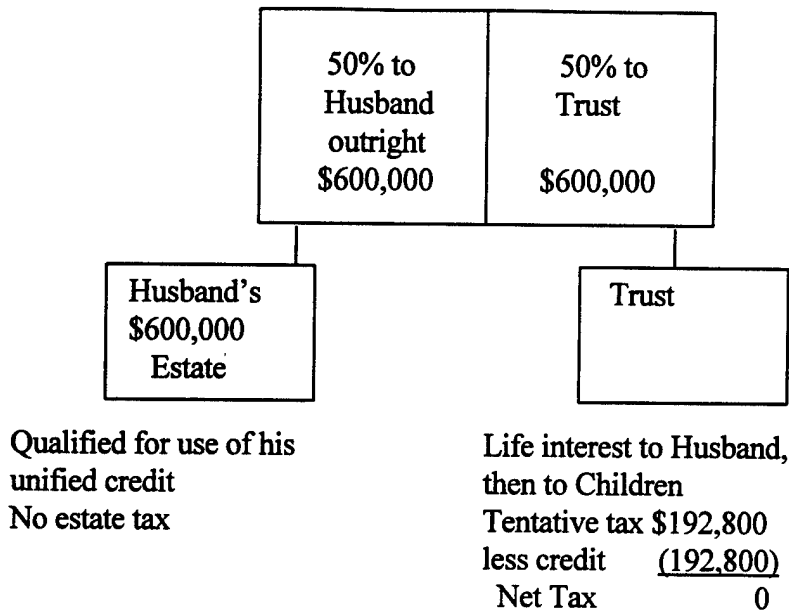 50% to
Husband
outright
$600,000
50% to
Trust
$600,000
Husband's
$600,000
Estate
Trust
Qualified for use of his
unified credit
No estate tax
Life interest to Husband,
then to Children
Tentative tax $192,800
less credit (192,800)
Net Tax 0